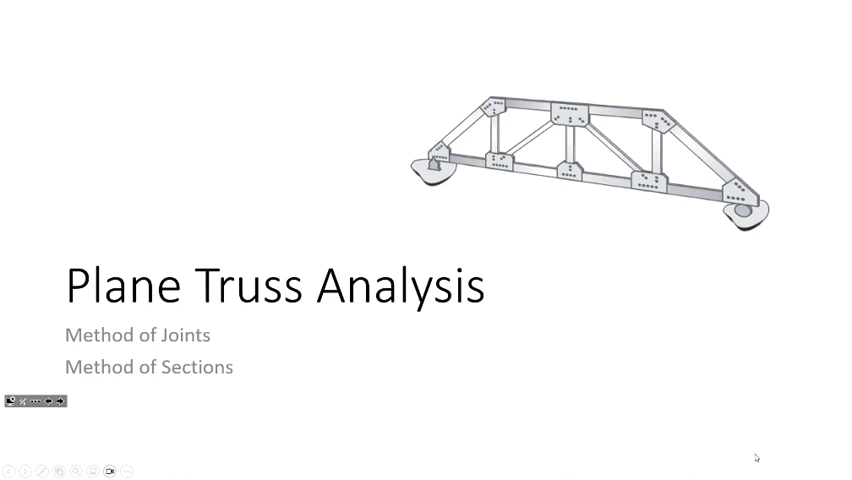 Plane Truss Analysis
Method of Joints
Method of Sections